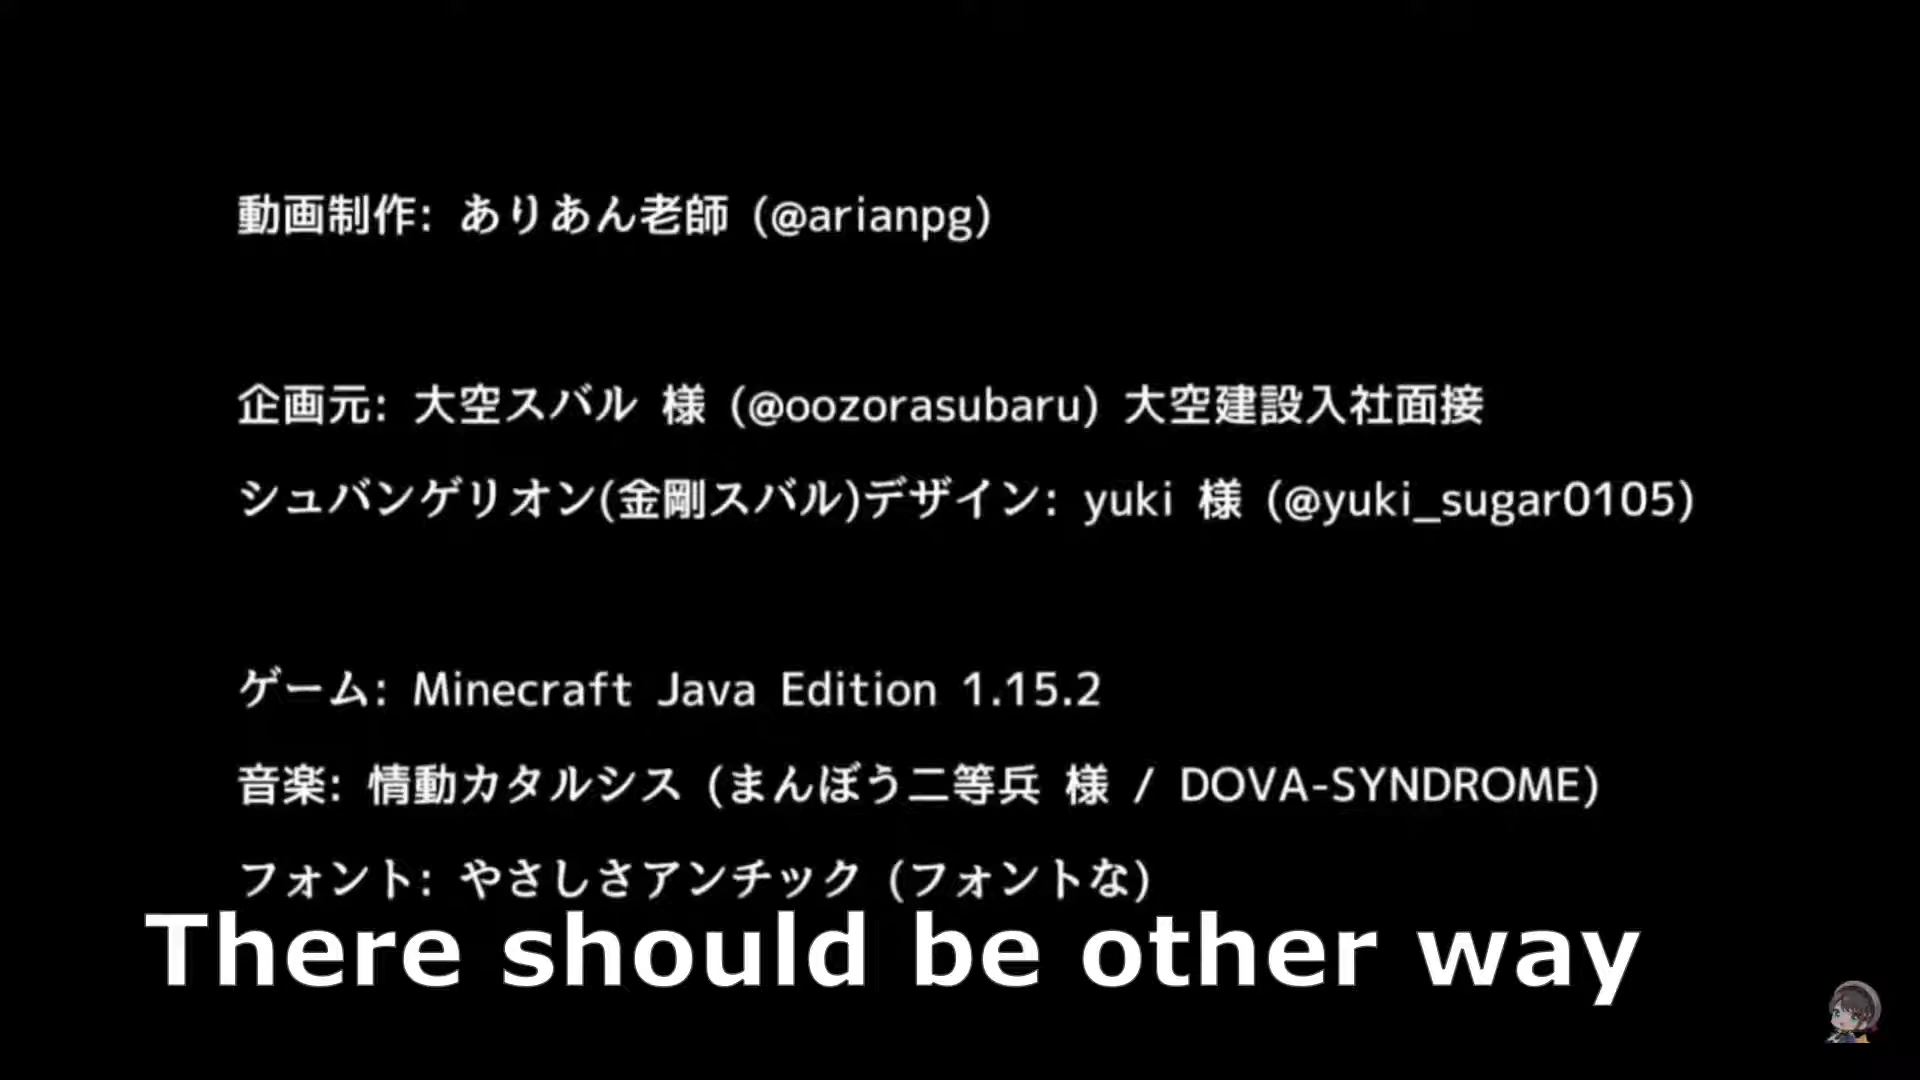 動画制作: ありあん老師 (@arianpg)
企画元: 大空スバル 様 (@oozorasubaru) 大空建設入社面接
シュバンゲリオン(金剛スバル)デザイン: yuki 様 (@yuki_sugar0105)
ゲーム: Minecraft Java Edition 1.15.2
音楽: 情動カタルシス (まんぼう二等兵 様 / DOVA-SYNDROME)
フォント: やさしさアンチック (フォントな)
There should be other way